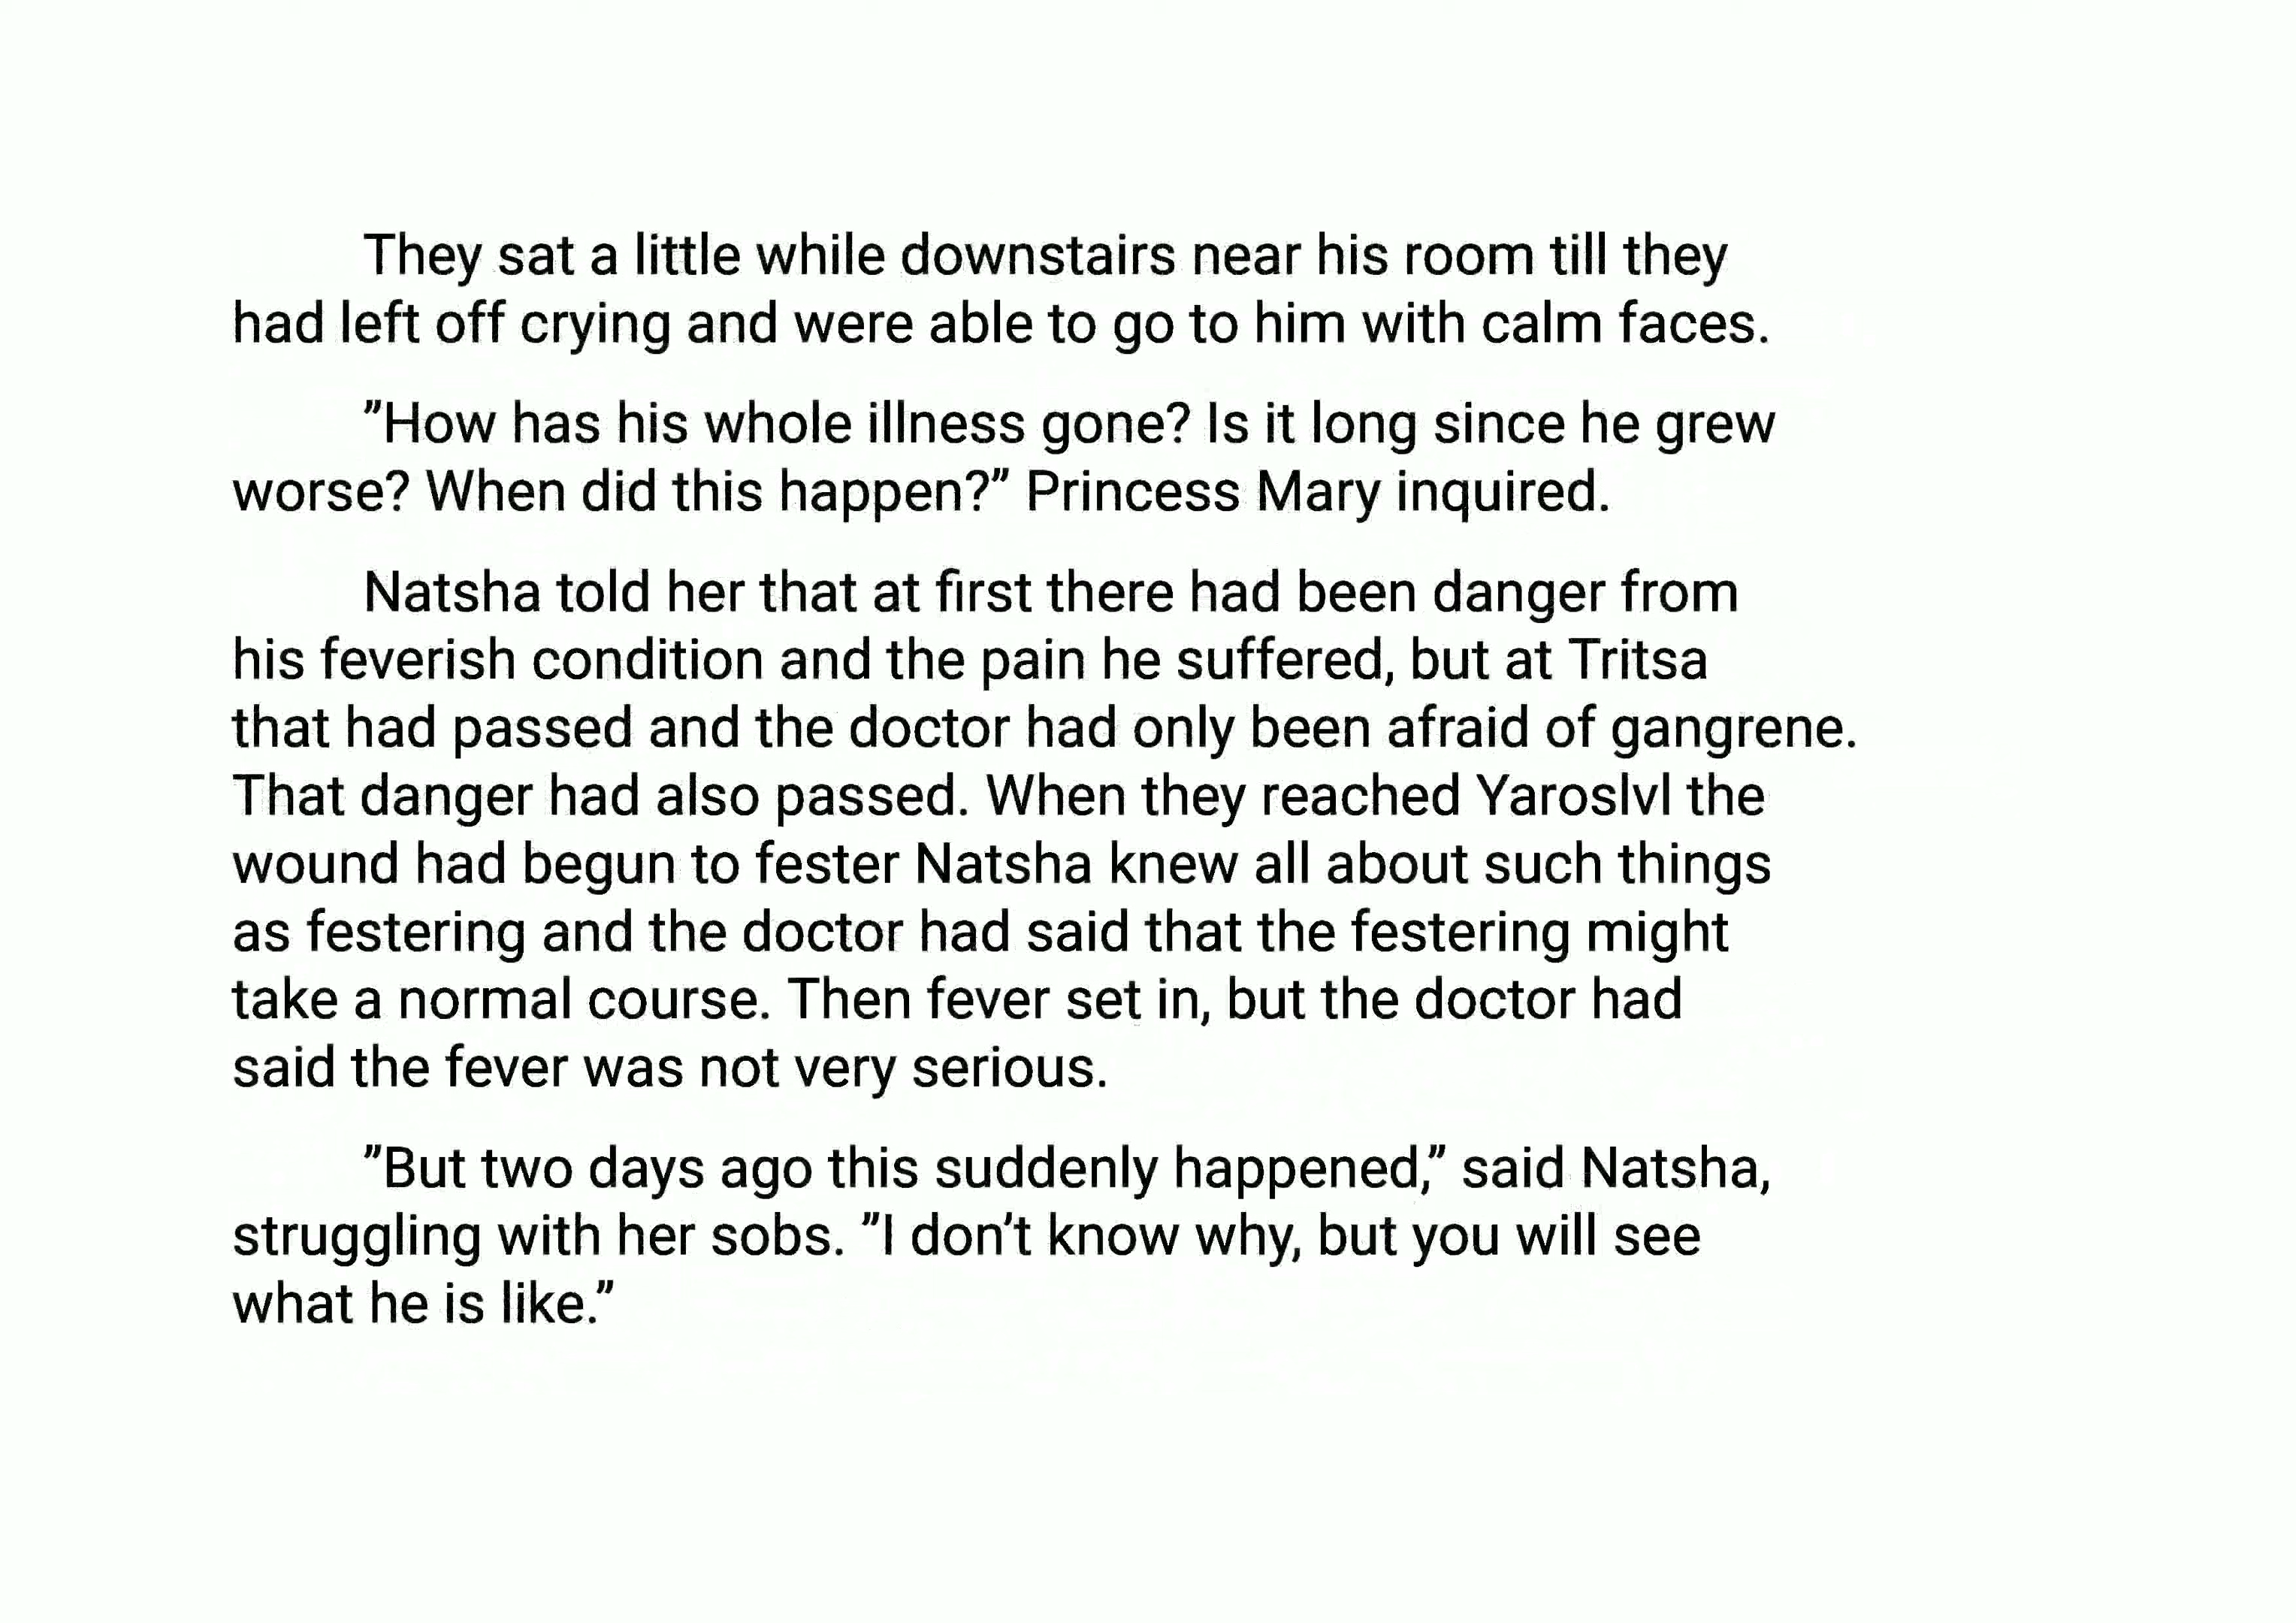 They sat a little while downstairs near his room till they
had left off crying and were able to go to him with calm faces.
”How has his whole illness gone? Is it long since he grew
worse? When did this happen?” Princess Mary inquired.
Natsha told her that at first there had been danger from
his feverish condition and the pain he suffered, but at Tritsa
that had passed and the doctor had only been afraid of gangrene.
That danger had also passed. When they reached Yaroslvl the
wound had begun to fester Natsha knew all about such things
as festering and the doctor had said that the festering might
take a normal course. Then fever set in, but the doctor had
said the fever was not very serious.
”But two days ago this suddenly happened,” said Natsha,
struggling with her sobs. ”I don’t know why, but you will see
what he is like.”